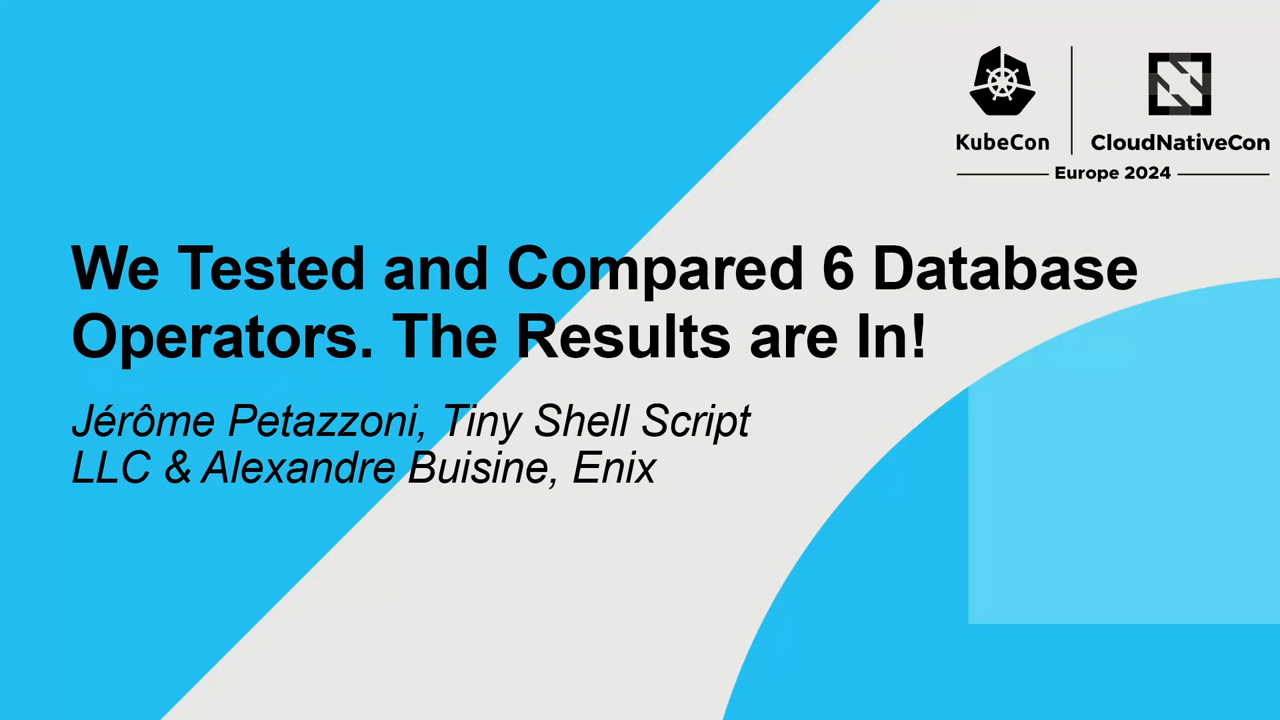 KubeCon
CloudNativeCon
Europe 2024
We Tested and Compared 6 Database
Operators. The Results are In!
Jérôme Petazzoni, Tiny Shell Script
LLC & Alexandre Buisine, Enix